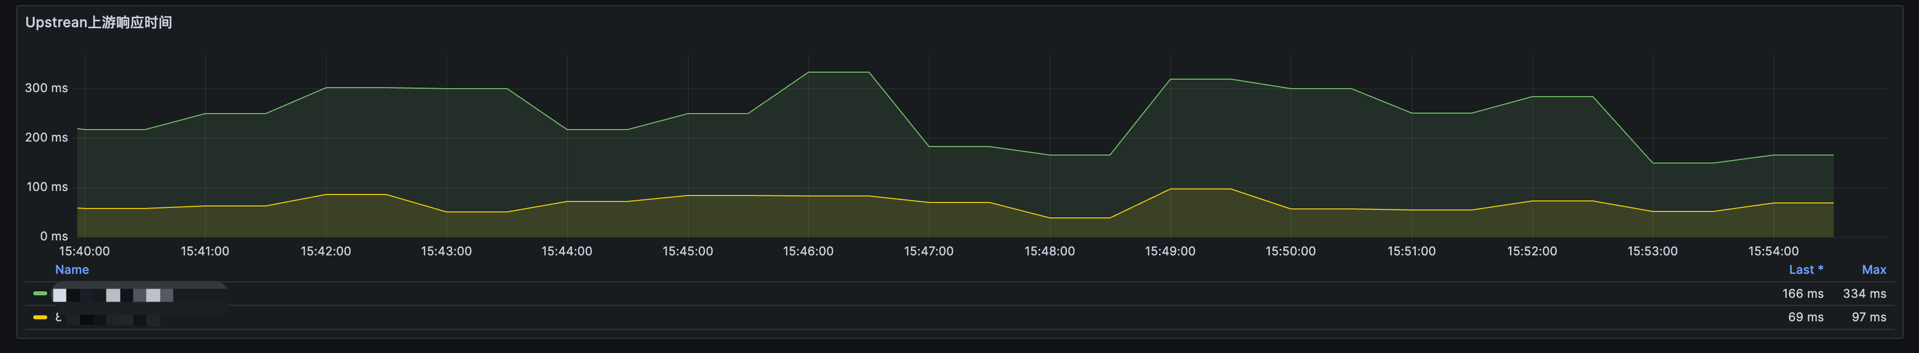 Upstrean上游响应时间
300 ms
200 ms
100 ms
0 ms
15:40:00 15:41:00 15:42:00 15:43:00 15:44:00 15:45:00 15:46:00 15:47:00 15:48:00 15:49:00 15:50:00 15:51:00 15:52:00 15:53:00 15:54:00
Name Last * Max
166 ms 334 ms
69 ms 97 ms